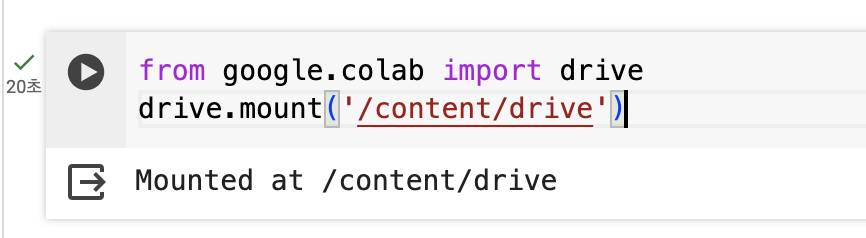 from google.colab import drive
20초
drive.mount('/content/drive')
Mounted at /content/drive